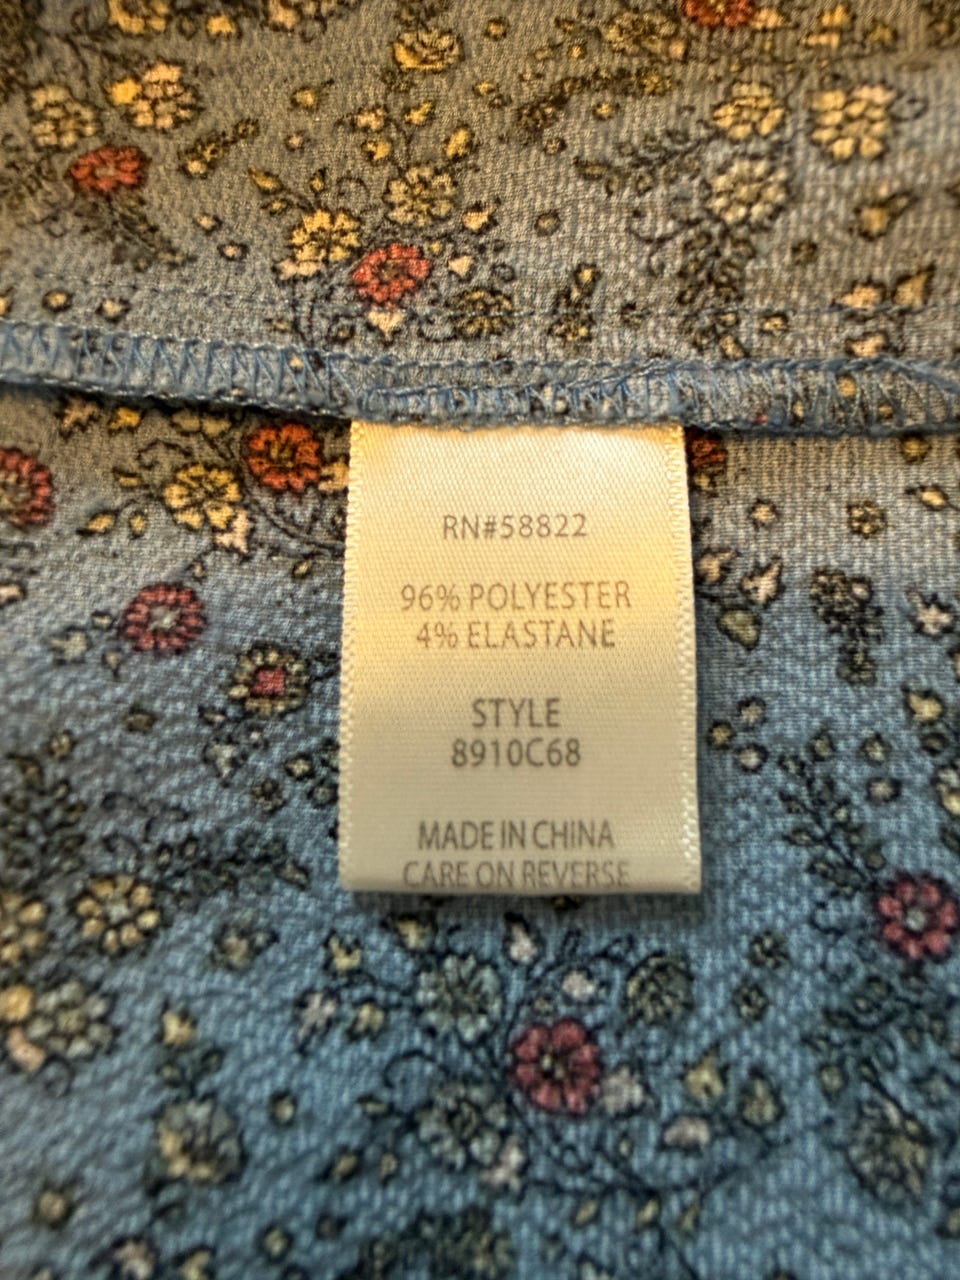 RN#58822
96% POLYESTER
4% ELASTANE
STYLE
8910C68
MADE IN CHINA
CARE ON REVERSE